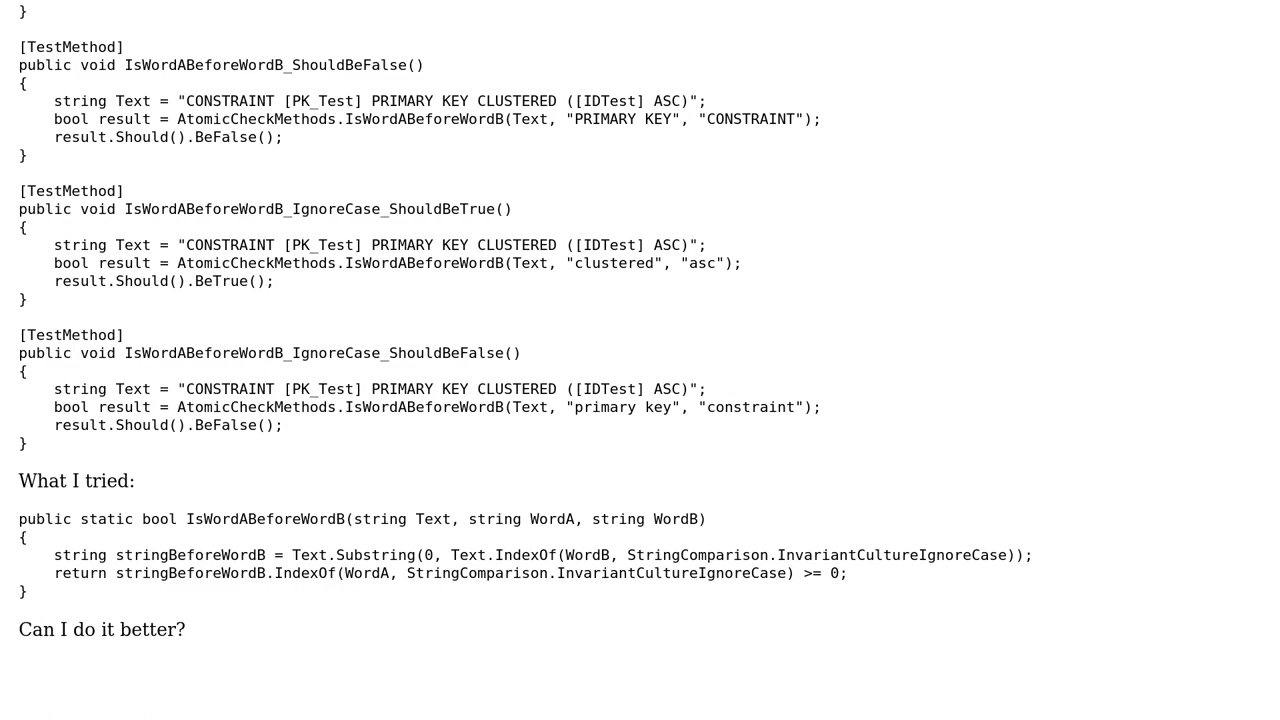 }
[TestMethod]
public void IsWordABeforeWordB_ShouldBeFalse()
{
    string Text = "CONSTRAINT [PK_Test] PRIMARY KEY CLUSTERED ([IDTest] ASC)";
    bool result = AtomicCheckMethods.IsWordABeforeWordB(Text, "PRIMARY KEY", "CONSTRAINT");
    result.Should().BeFalse();
}
[TestMethod]
public void IsWordABeforeWordB_IgnoreCase_ShouldBeTrue()
{
    string Text = "CONSTRAINT [PK_Test] PRIMARY KEY CLUSTERED ([IDTest] ASC)";
    bool result = AtomicCheckMethods.IsWordABeforeWordB(Text, "clustered", "asc");
    result.Should().BeTrue();
}
[TestMethod]
public void IsWordABeforeWordB_IgnoreCase_ShouldBeFalse()
{
    string Text = "CONSTRAINT [PK_Test] PRIMARY KEY CLUSTERED ([IDTest] ASC)";
    bool result = AtomicCheckMethods.IsWordABeforeWordB(Text, "primary key", "constraint");
    result.Should().BeFalse();
}
What I tried:
public static bool IsWordABeforeWordB(string Text, string WordA, string WordB)
{
    string stringBeforeWordB = Text.Substring(0, Text.IndexOf(WordB, StringComparison.InvariantCultureIgnoreCase));
    return stringBeforeWordB.IndexOf(WordA, StringComparison.InvariantCultureIgnoreCase) >= 0;
}
Can I do it better?